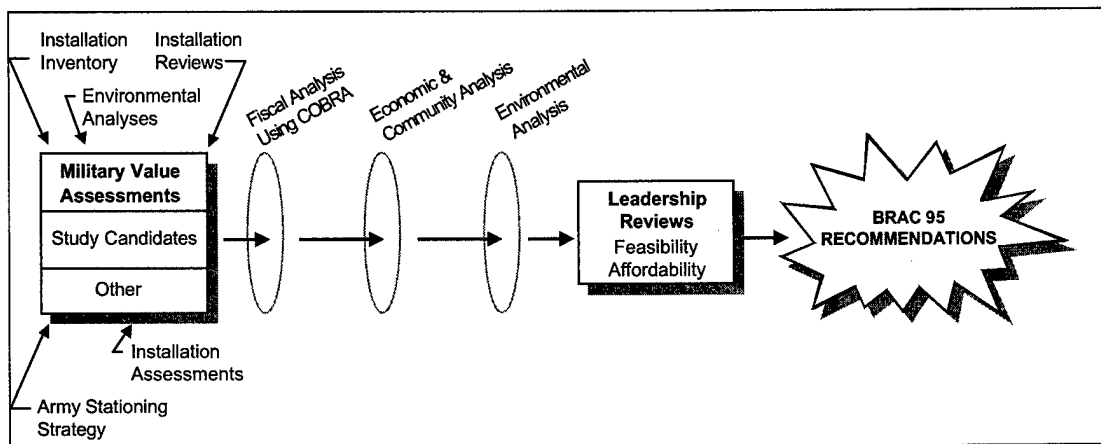 Installation
Inventory
Installation
Reviews
Environmental
Analyses
Military Value
Assessments
Study Candidates
Other
Installation
Assessments
Army Stationing
Strategy
Fiscal Analysis
Using COBRA
Economic &
Community Analysis
Environmental
Analysis
Leadership
Reviews
Feasibility
Affordability
BRAC 95
RECOMMENDATIONS